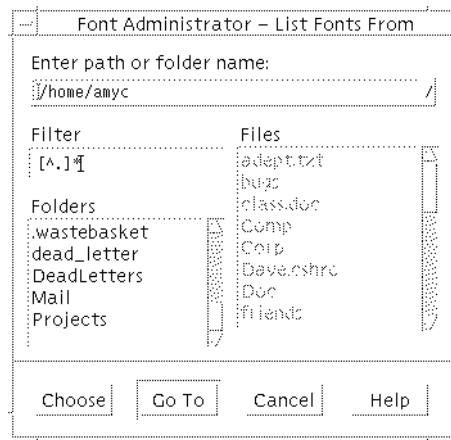 Font Administrator – List Fonts From
Enter path or folder name:
/home/amyc /
Filter
[^.]*
Files
adept.txt
bugs
class.doc
Comp
Corp
Dave.cshrc
Doc
friends
Folders
.wastebasket
dead_letter
DeadLetters
Mail
Projects
Choose Go To Cancel Help